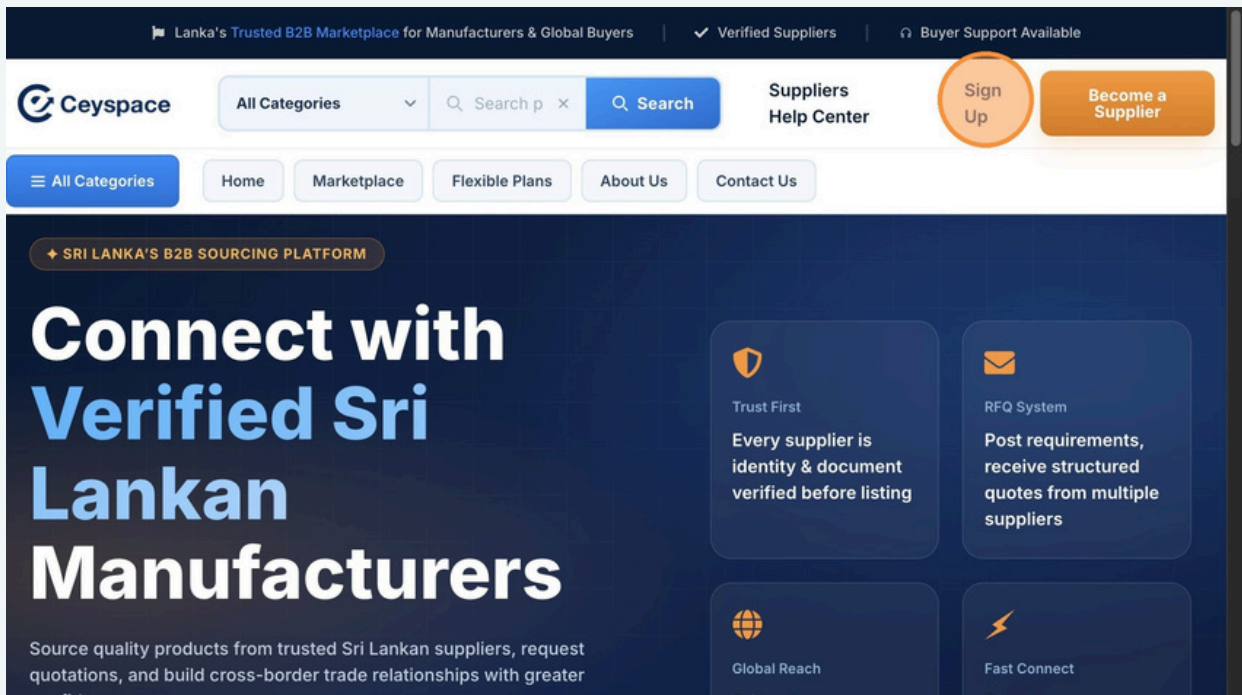 Lanka's Trusted B2B Marketplace for Manufacturers & Global Buyers
Verified Suppliers
Buyer Support Available
Ceyspace
All Categories
Search p
Search
Suppliers
Help Center
Sign
Up
Become a
Supplier
All Categories
Home
Marketplace
Flexible Plans
About Us
Contact Us
SRI LANKA'S B2B SOURCING PLATFORM
Connect with
Verified Sri
Lankan
Manufacturers
Source quality products from trusted Sri Lankan suppliers, request
quotations, and build cross-border trade relationships with greater
Trust First
Every supplier is
identity & document
verified before listing
RFQ System
Post requirements,
receive structured
quotes from multiple
suppliers
Global Reach
Fast Connect